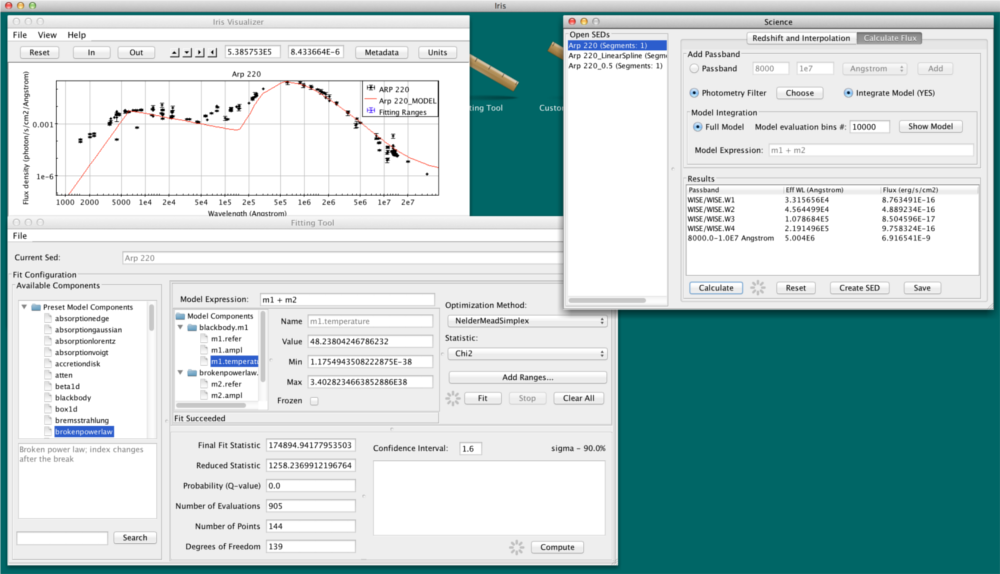 Iris
Iris Visualizer
File View Help
Reset In Out 5.385753E5 8.433664E-6 Metadata Units
Arp 220
ARP 220
Arp 220_MODEL
Fitting Ranges
Flux density (photon/s/cm2/Angstrom)
0.001
1e-6
1000 2000 5000 1e4 2e4 5e4 1e5 2e5 5e5 1e6 2e6 5e6 1e7 2e7
Wavelength (Angstrom)
tting Tool
Custo
Science
Open SEDs
Arp 220 (Segments: 1)
Arp 220_LinearSpline (Segm
Arp 220_0.5 (Segments: 1)
Redshift and Interpolation Calculate Flux
Add Passband
Passband 8000 1e7 Angstrom Add
Photometry Filter Choose Integrate Model (YES)
Model Integration
Full Model Model evaluation bins #: 10000 Show Model
Model Expression: m1 + m2
Results
Passband Eff WL (Angstrom) Flux (erg/s/cm2)
WISE/WISE.W1 3.315656E4 8.763491E-16
WISE/WISE.W2 4.564499E4 4.889234E-16
WISE/WISE.W3 1.078684E5 8.504596E-17
WISE/WISE.W4 2.191496E5 9.758324E-16
8000.0-1.0E7 Angstrom 5.004E6 6.916541E-9
Calculate Reset Create SED Save
Fitting Tool
File
Current Sed: Arp 220
Fit Configuration
Available Components
Preset Model Components
absorptionedge
absorptiongaussian
absorptionlorentz
absorptionvoigt
accretiondisk
atten
beta1d
blackbody
box1d
bremsstrahlung
brokenpowerlaw
Broken power law; index changes
after the break
Search
Model Expression: m1 + m2
Model Components
blackbody.m1
m1.refer
m1.ampl
m1.temperatu
brokenpowerlaw.
m2.refer
m2.ampl
Name m1.temperature
Value 48.23804246786232
Min 1.1754943508222875E-38
Max 3.4028234663852886E38
Frozen
Optimization Method:
NelderMeadSimplex
Statistic:
Chi2
Add Ranges...
Fit Stop Clear All
Fit Succeeded
Final Fit Statistic 174894.94177953503
Reduced Statistic 1258.2369912196764
Probability (Q-value) 0.0
Number of Evaluations 905
Number of Points 144
Degrees of Freedom 139
Confidence Interval: 1.6 sigma - 90.0%
Compute